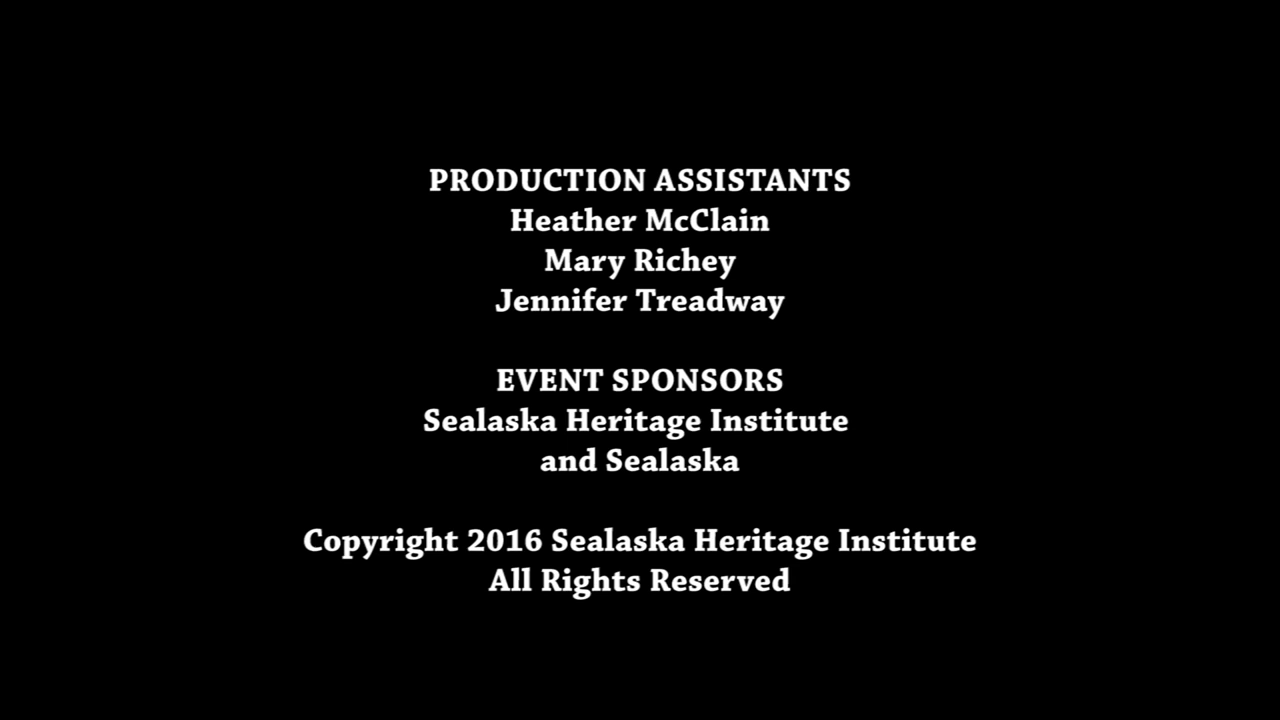 PRODUCTION ASSISTANTS
Heather McClain
Mary Richey
Jennifer Treadway
EVENT SPONSORS
Sealaska Heritage Institute
and Sealaska
Copyright 2016 Sealaska Heritage Institute
All Rights Reserved